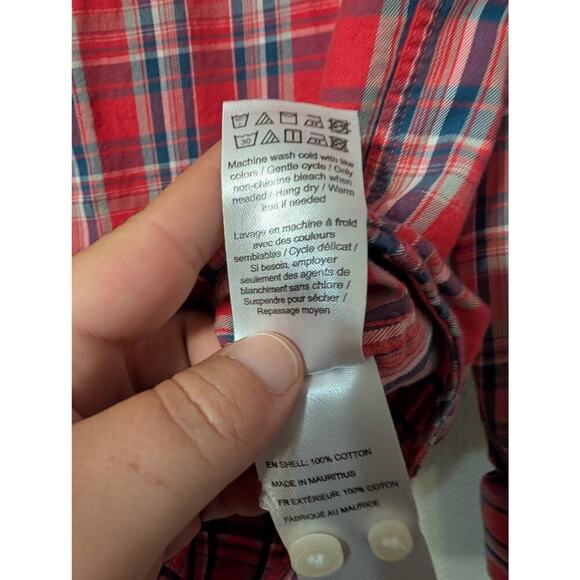 30
Machine wash cold with like
colors / Gentle cycle / Only
non-chlorine bleach when
needed / Hang dry / Warm
iron if needed
Lavage en machine à froid
avec des couleurs
semblables / Cycle délicat /
Si besoin, employer
seulement des agents de
blanchiment sans chlore /
Suspendre pour sécher /
Repassage moyen
EN SHELL: 100% COTTON
MADE IN MAURITIUS
FR EXTÉRIEUR: 100% COTON
FABRIQUÉ AU MAURICE